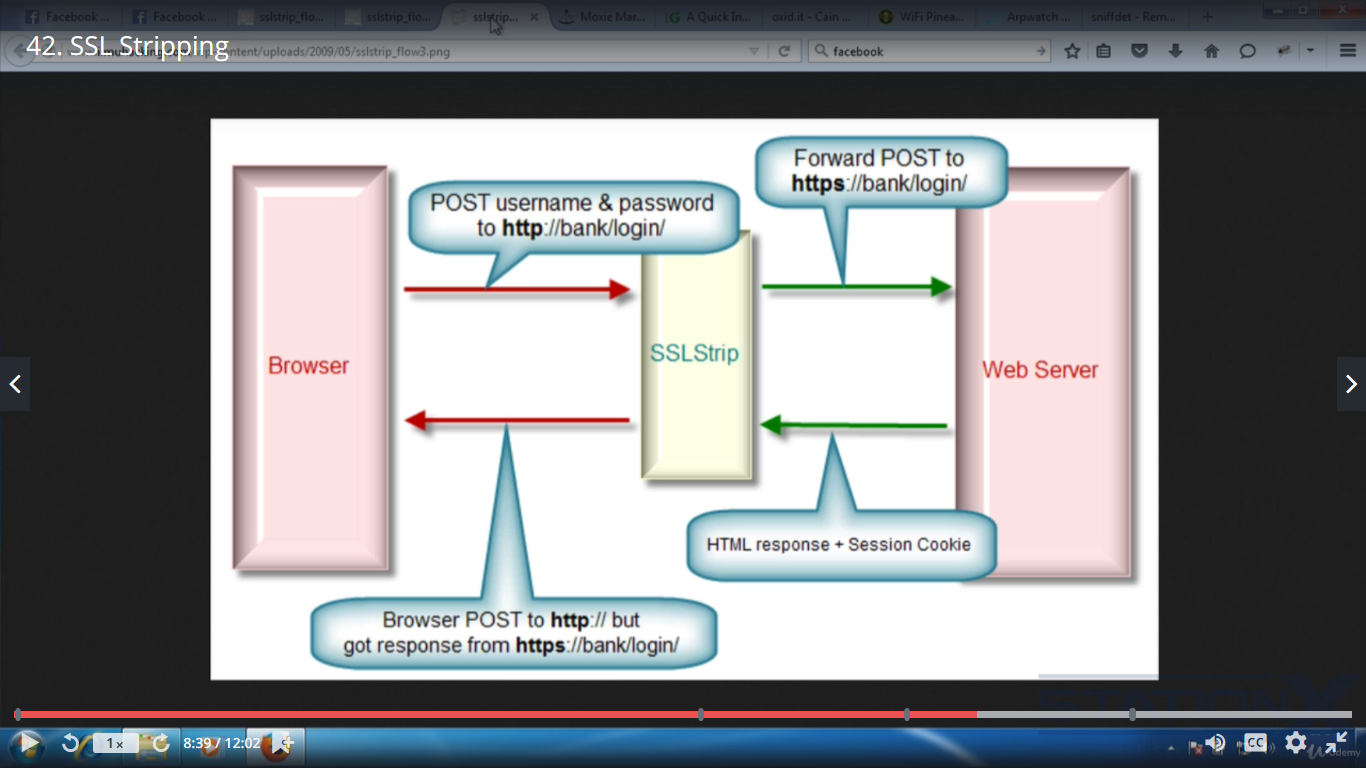 Facebook ...
Facebook ...
sslstrip_flo...
sslstrip_flo...
sslstrip...
Moxie Mar...
A Quick In...
oxid.it - Cain ...
WiFi Pinea...
Arpwatch ...
sniffdet - Rem...
42. SSL Stripping
ontent/uploads/2009/05/sslstrip_flow3.png
facebook
Forward POST to
https://bank/login/
POST username & password
to http://bank/login/
Browser
SSLStrip
Web Server
HTML response + Session Cookie
Browser POST to http:// but
got response from https://bank/login/
1x
8:39 / 12:02
CC
Udemy